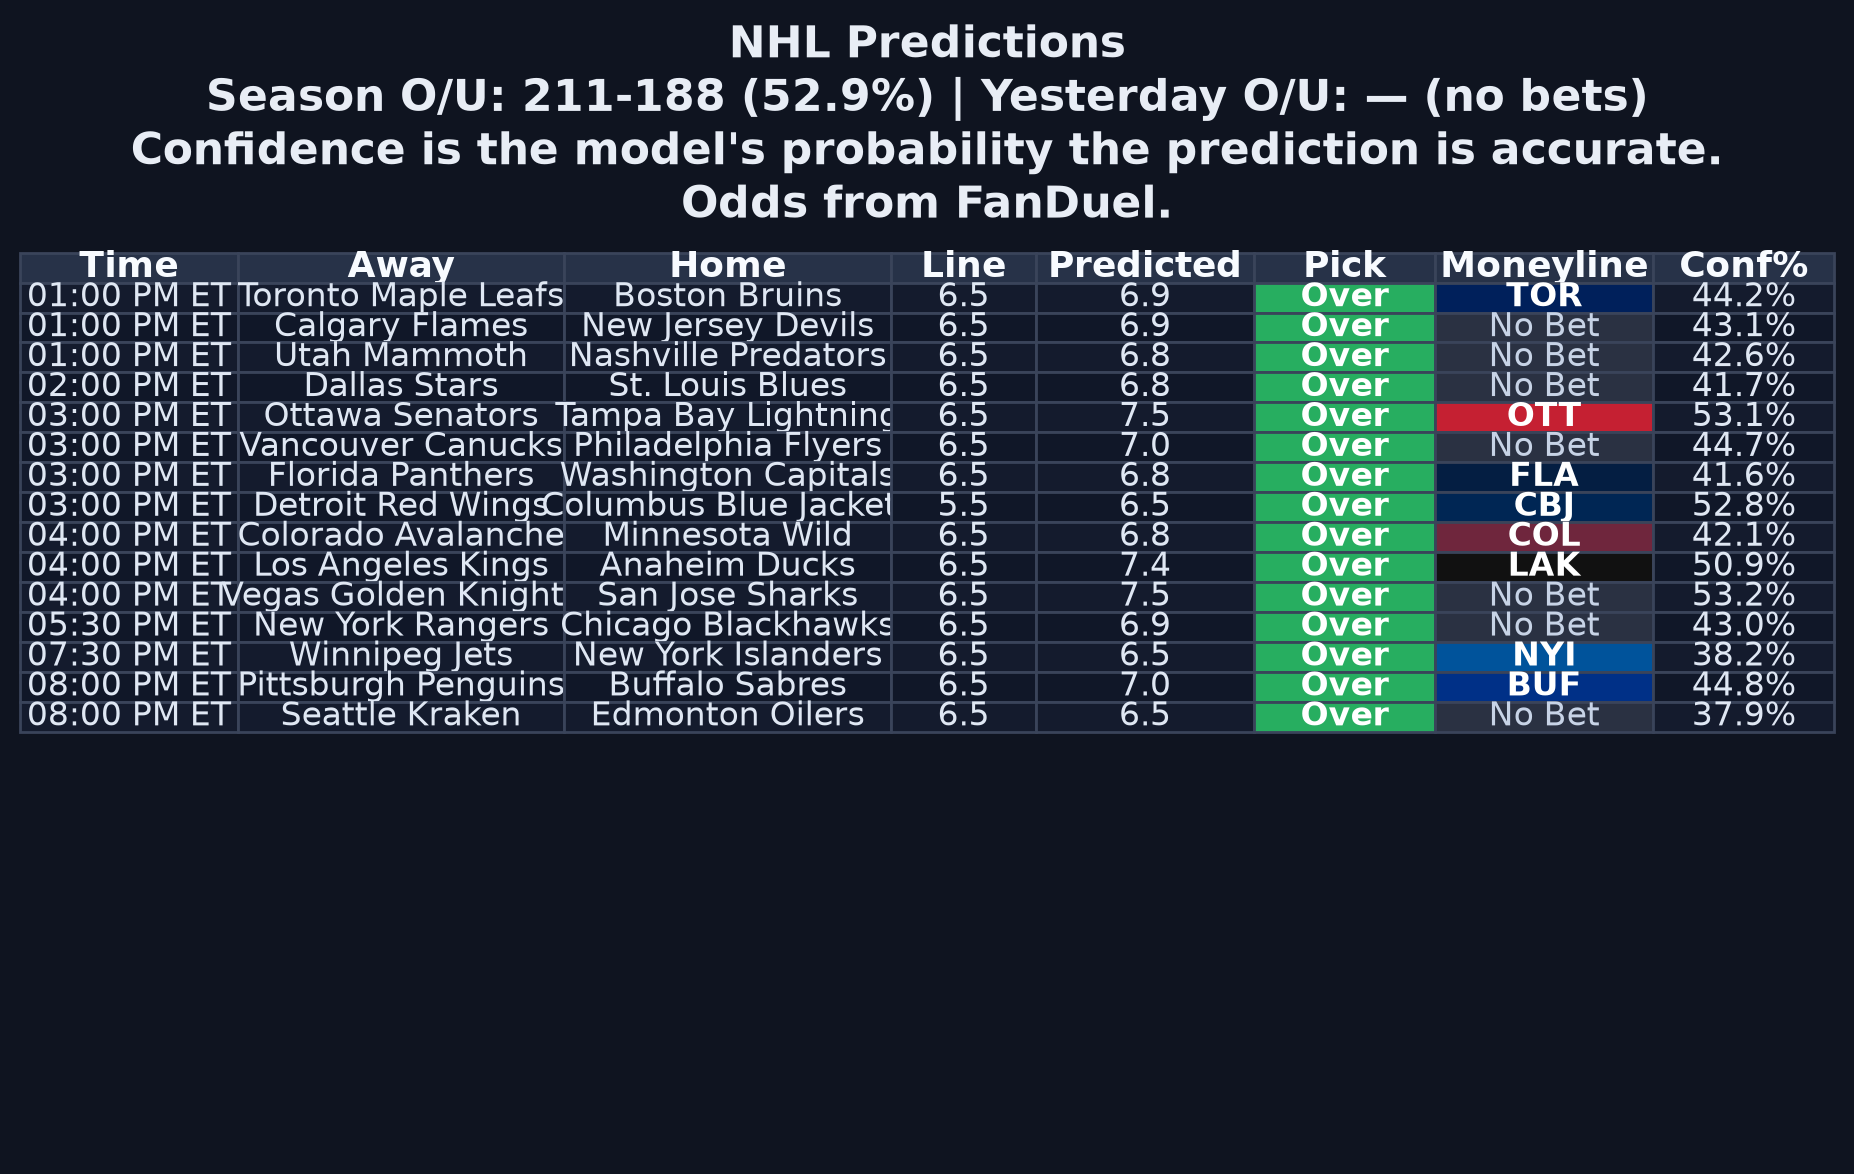 NHL Predictions
Season O/U: 211-188 (52.9%) | Yesterday O/U: — (no bets)
Confidence is the model's probability the prediction is accurate.
Odds from FanDuel.
Time Away Home Line Predicted Pick Moneyline Conf%
01:00 PM ET Toronto Maple Leafs Boston Bruins 6.5 6.9 Over TOR 44.2%
01:00 PM ET Calgary Flames New Jersey Devils 6.5 6.9 Over No Bet 43.1%
01:00 PM ET Utah Mammoth Nashville Predators 6.5 6.8 Over No Bet 42.6%
02:00 PM ET Dallas Stars St. Louis Blues 6.5 6.8 Over No Bet 41.7%
03:00 PM ET Ottawa Senators Tampa Bay Lightning 6.5 7.5 Over OTT 53.1%
03:00 PM ET Vancouver Canucks Philadelphia Flyers 6.5 7.0 Over No Bet 44.7%
03:00 PM ET Florida Panthers Washington Capitals 6.5 6.8 Over FLA 41.6%
03:00 PM ET Detroit Red Wings Columbus Blue Jacket 5.5 6.5 Over CBJ 52.8%
04:00 PM ET Colorado Avalanche Minnesota Wild 6.5 6.8 Over COL 42.1%
04:00 PM ET Los Angeles Kings Anaheim Ducks 6.5 7.4 Over LAK 50.9%
04:00 PM ET Vegas Golden Knight San Jose Sharks 6.5 7.5 Over No Bet 53.2%
05:30 PM ET New York Rangers Chicago Blackhawks 6.5 6.9 Over No Bet 43.0%
07:30 PM ET Winnipeg Jets New York Islanders 6.5 6.5 Over NYI 38.2%
08:00 PM ET Pittsburgh Penguins Buffalo Sabres 6.5 7.0 Over BUF 44.8%
08:00 PM ET Seattle Kraken Edmonton Oilers 6.5 6.5 Over No Bet 37.9%